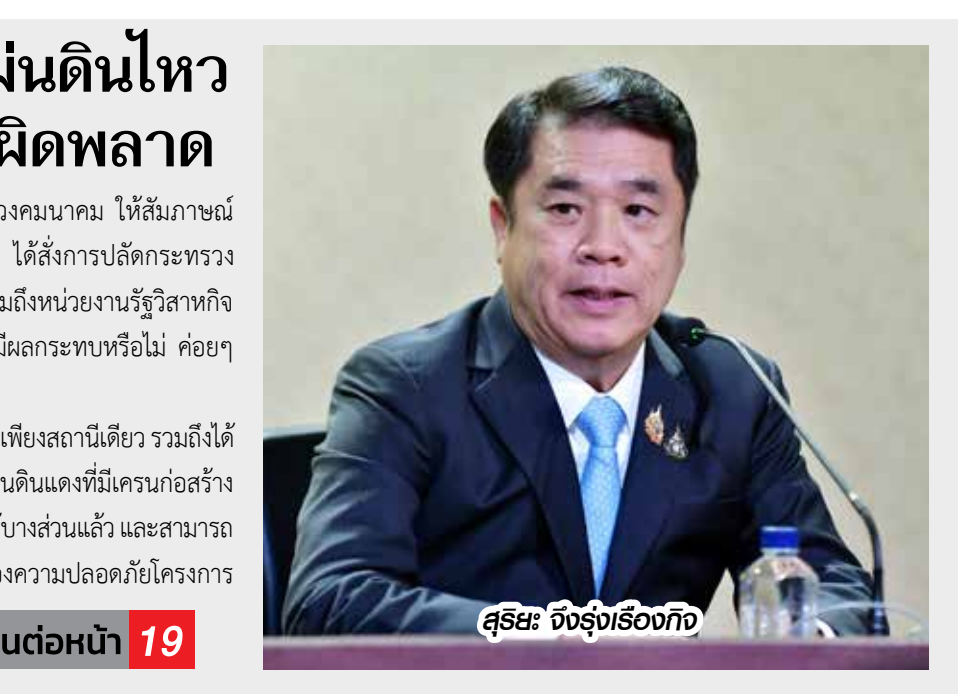 ผ่นดินไหว
ผิดพลาด
วงคมนาคม ให้สัมภาษณ์
ได้สั่งการปลัดกระทรวง
มถึงหน่วยงานรัฐวิสาหกิจ
มีผลกระทบหรือไม่ ค่อยๆ
เพียงสถานีเดียว รวมถึงได้
นดินแดงที่มีเครนก่อสร้าง
บางส่วนแล้ว และสามารถ
งความปลอดภัยโครงการ
นต่อหน้า 19
สุริยะ จึงรุ่งเรืองกิจ